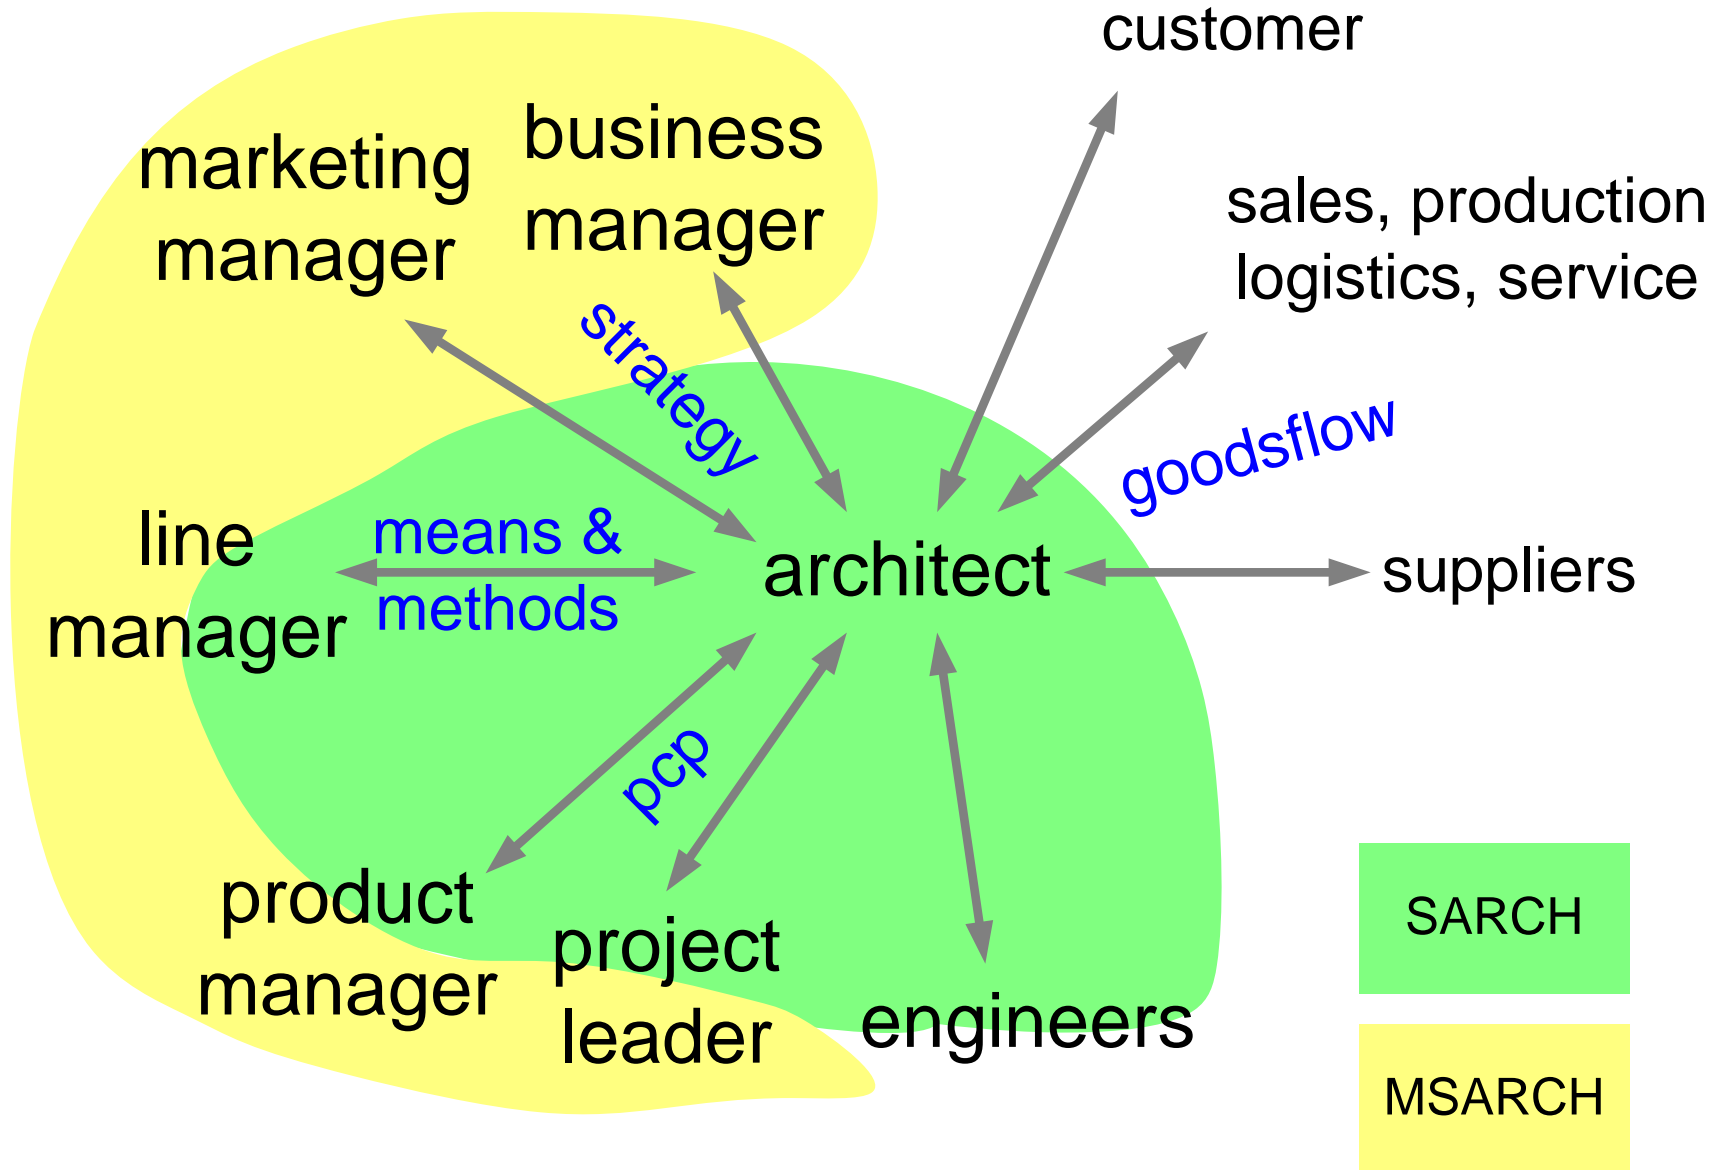 customer
business
manager
marketing
manager
sales, production
logistics, service
strategy
goodsflow
line
manager
means &
methods
architect
suppliers
pcp
product
manager
project
leader
engineers
SARCH
MSARCH